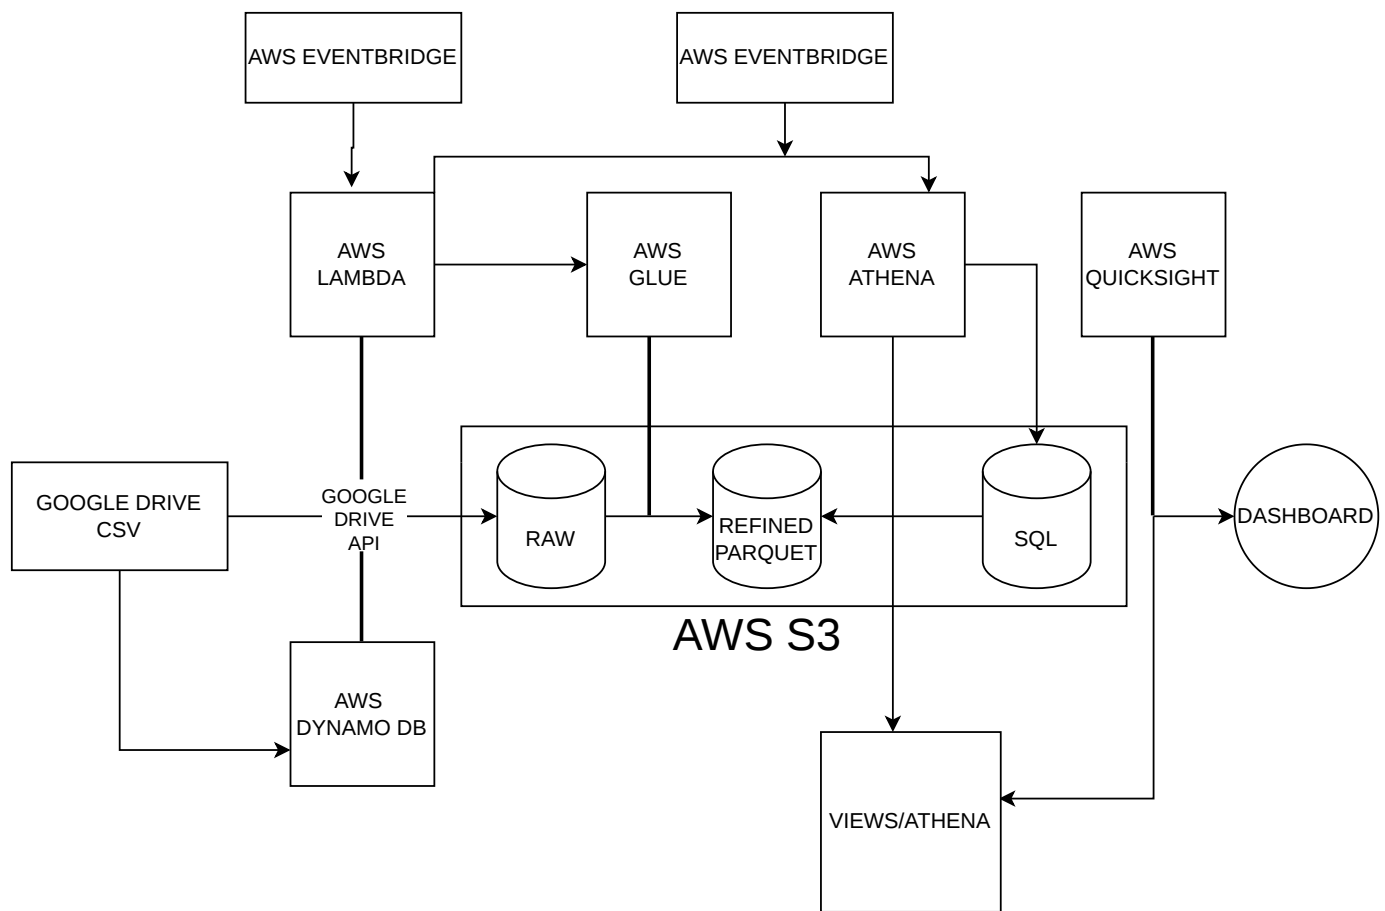 AWS EVENTBRIDGE
AWS EVENTBRIDGE
AWS
LAMBDA
AWS
GLUE
AWS
ATHENA
AWS
QUICKSIGHT
GOOGLE DRIVE
CSV
GOOGLE
DRIVE
API
RAW
REFINED
PARQUET
SQL
DASHBOARD
AWS S3
AWS
DYNAMO DB
VIEWS/ATHENA